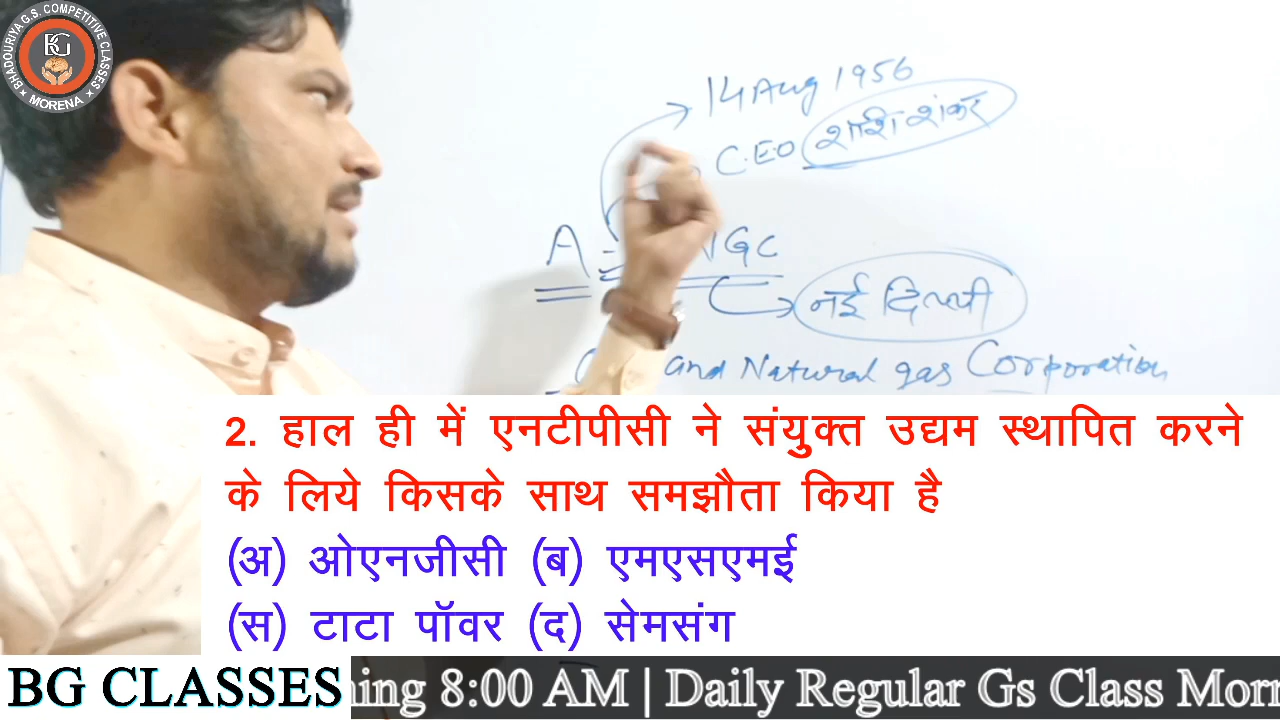 BHADOURIYA G.S. COMPETITIVE CLASSES
BG
MORENA
14 Aug 1956
C.E.O शशि शंकर
A NGC
नई दिल्ली
and Natural gas Corporation
2. हाल ही में एनटीपीसी ने संयुक्त उद्यम स्थापित करने
के लिये किसके साथ समझौता किया है
(अ) ओएनजीसी (ब) एमएसएमई
(स) टाटा पॉवर (द) सेमसंग
BG CLASSES
ning 8:00 AM | Daily Regular Gs Class Morn